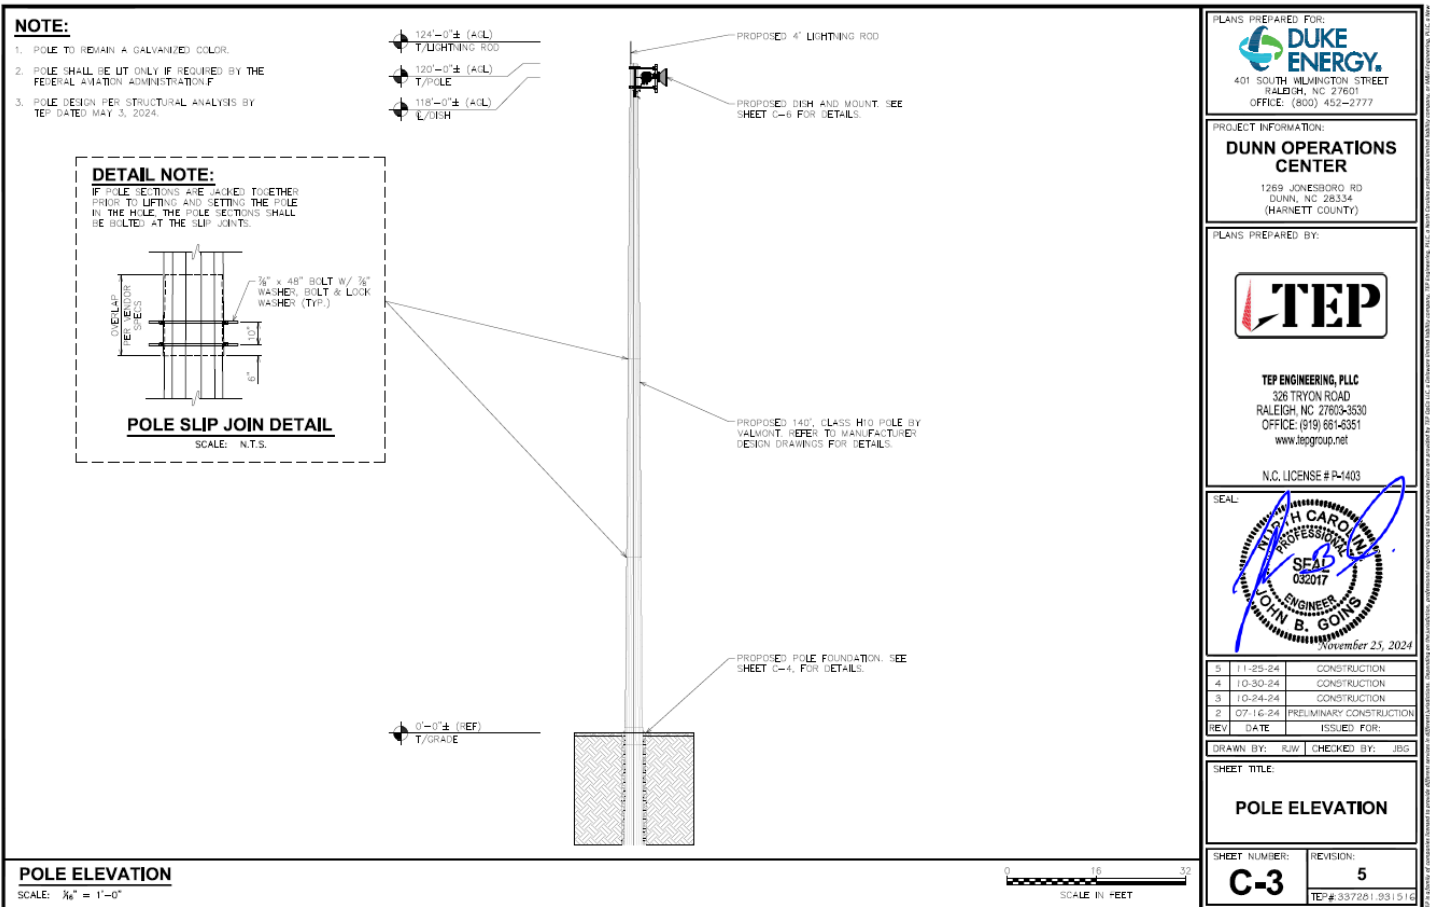 NOTE:
1. POLE TO REMAIN A GALVANIZED COLOR.
2. POLE SHALL BE LIT ONLY IF REQUIRED BY THE
FEDERAL AVIATION ADMINISTRATION.F
3. POLE DESIGN PER STRUCTURAL ANALYSIS BY
TEP DATED MAY 3, 2024.
DETAIL NOTE:
IF POLE SECTIONS ARE JACKED TOGETHER
PRIOR TO LIFTING AND SETTING THE POLE
IN THE HOLE, THE POLE SECTIONS SHALL
BE BOLTED AT THE SLIP JOINTS.
OVERLAP
PER VENDOR
SPECS
⅞" x 48" BOLT W/ ⅞"
WASHER, BOLT & LOCK
WASHER (TYP.)
10"
6"
POLE SLIP JOIN DETAIL
SCALE: N.T.S.
124'-0"± (AGL)
T/LIGHTNING ROD
120'-0"± (AGL)
T/POLE
118'-0"± (AGL)
℄/DISH
PROPOSED 4' LIGHTNING ROD
PROPOSED DISH AND MOUNT. SEE
SHEET C-6 FOR DETAILS.
PROPOSED 140', CLASS H10 POLE BY
VALMONT. REFER TO MANUFACTURER
DESIGN DRAWINGS FOR DETAILS.
PROPOSED POLE FOUNDATION. SEE
SHEET C-4, FOR DETAILS.
0'-0"± (REF)
T/GRADE
POLE ELEVATION
SCALE: 3/16" = 1'-0"
0 16 32
SCALE IN FEET
PLANS PREPARED FOR:
DUKE
ENERGY®
401 SOUTH WILMINGTON STREET
RALEIGH, NC 27601
OFFICE: (800) 452-2777
PROJECT INFORMATION:
DUNN OPERATIONS
CENTER
1269 JONESBORO RD
DUNN, NC 28334
(HARNETT COUNTY)
PLANS PREPARED BY:
TEP
TEP ENGINEERING, PLLC
326 TRYON ROAD
RALEIGH, NC 27603-3530
OFFICE: (919) 661-6351
www.tepgroup.net
N.C. LICENSE # P-1403
SEAL:
NORTH CAROLINA
PROFESSIONAL
SEAL
032017
ENGINEER
JOHN B. GOINS
November 25, 2024
5 11-25-24 CONSTRUCTION
4 10-30-24 CONSTRUCTION
3 10-24-24 CONSTRUCTION
2 07-16-24 PRELIMINARY CONSTRUCTION
REV DATE ISSUED FOR:
DRAWN BY: RJW CHECKED BY: JBG
SHEET TITLE:
POLE ELEVATION
SHEET NUMBER:
C-3
REVISION:
5
TEP#:337281.931516